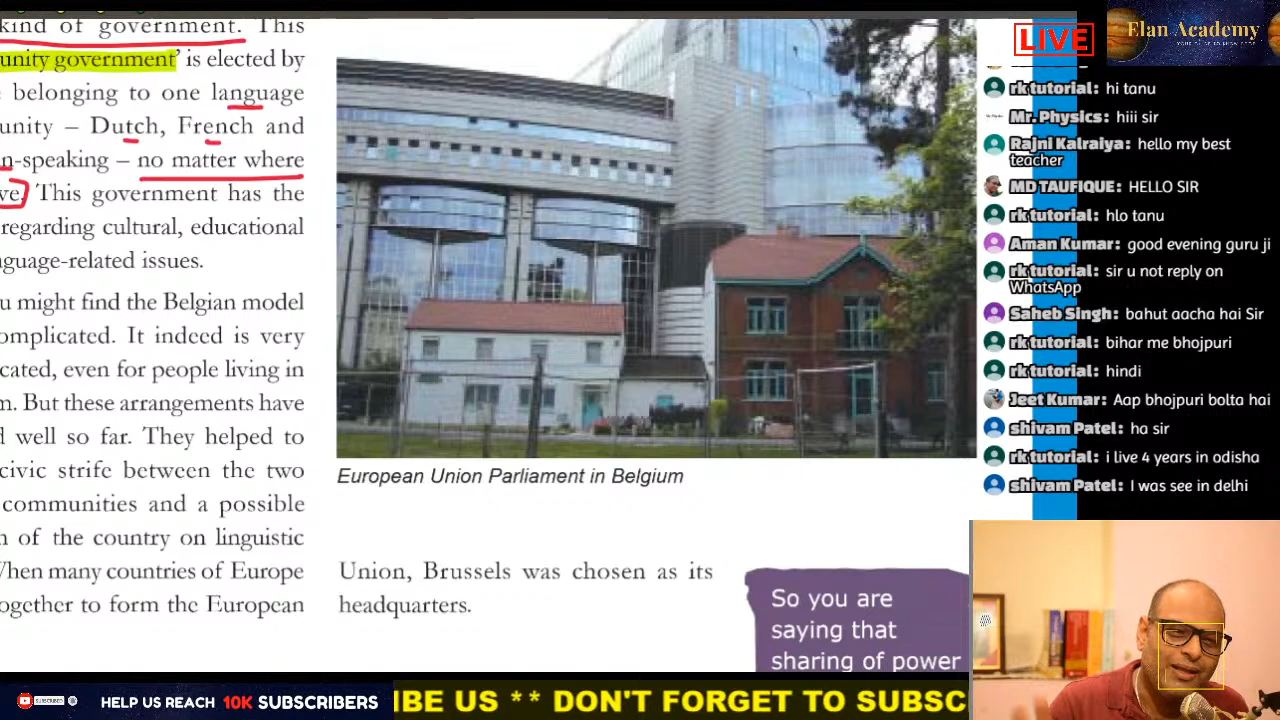 kind of government. This
unity government' is elected by
belonging to one language
unity – Dutch, French and
n-speaking – no matter where
ve. This government has the
regarding cultural, educational
nguage-related issues.
u might find the Belgian model
omplicated. It indeed is very
cated, even for people living in
m. But these arrangements have
d well so far. They helped to
civic strife between the two
communities and a possible
n of the country on linguistic
When many countries of Europe
together to form the European
European Union Parliament in Belgium
Union, Brussels was chosen as its
headquarters.
So you are
saying that
sharing of power
LIVE
Elan Academy
rk tutorial: hi tanu
Mr. Physics: hiii sir
Rajni Kalraiya: hello my best
teacher
MD TAUFIQUE: HELLO SIR
rk tutorial: hlo tanu
Aman Kumar: good evening guru ji
rk tutorial: sir u not reply on
WhatsApp
Saheb Singh: bahut aacha hai Sir
rk tutorial: bihar me bhojpuri
rk tutorial: hindi
Jeet Kumar: Aap bhojpuri bolta hai
shivam Patel: ha sir
rk tutorial: i live 4 years in odisha
shivam Patel: I was see in delhi
SUBSCRIBED
HELP US REACH 10K SUBSCRIBERS
IBE US ** DON'T FORGET TO SUBSC